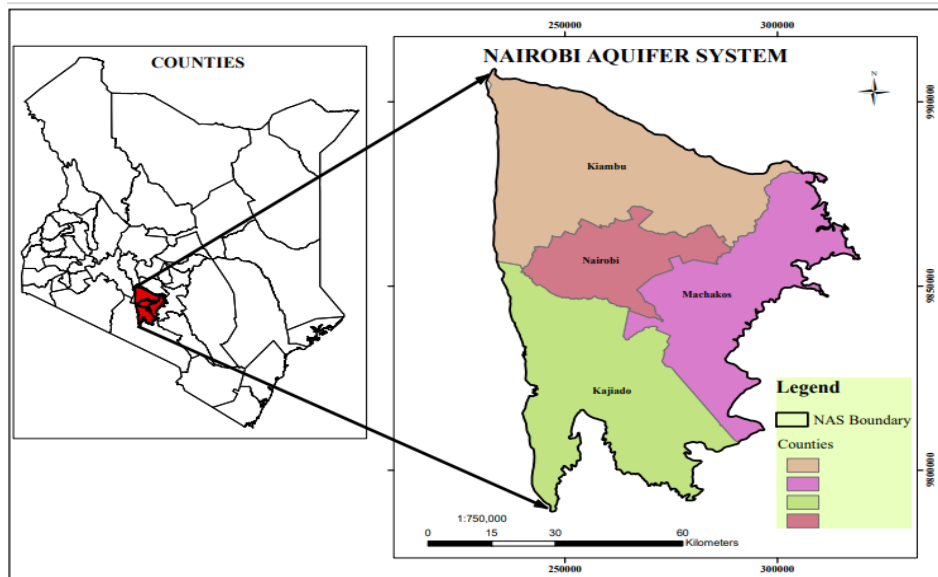 COUNTIES
250000
300000
NAIROBI AQUIFER SYSTEM
N
9900000
Kiambu
Nairobi
Machakos
9850000
Kajiado
Legend
NAS Boundary
Counties
9800000
1:750,000
0 15 30 60
Kilometers
250000
300000